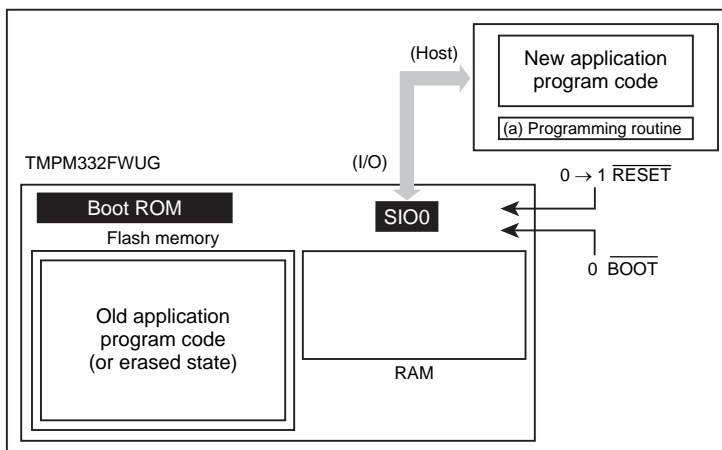 (Host)
New application
program code
(a) Programming routine
TMPM332FWUG
(I/O)
0 → 1 RESET
Boot ROM
SIO0
Flash memory
0 BOOT
Old application
program code
(or erased state)
RAM